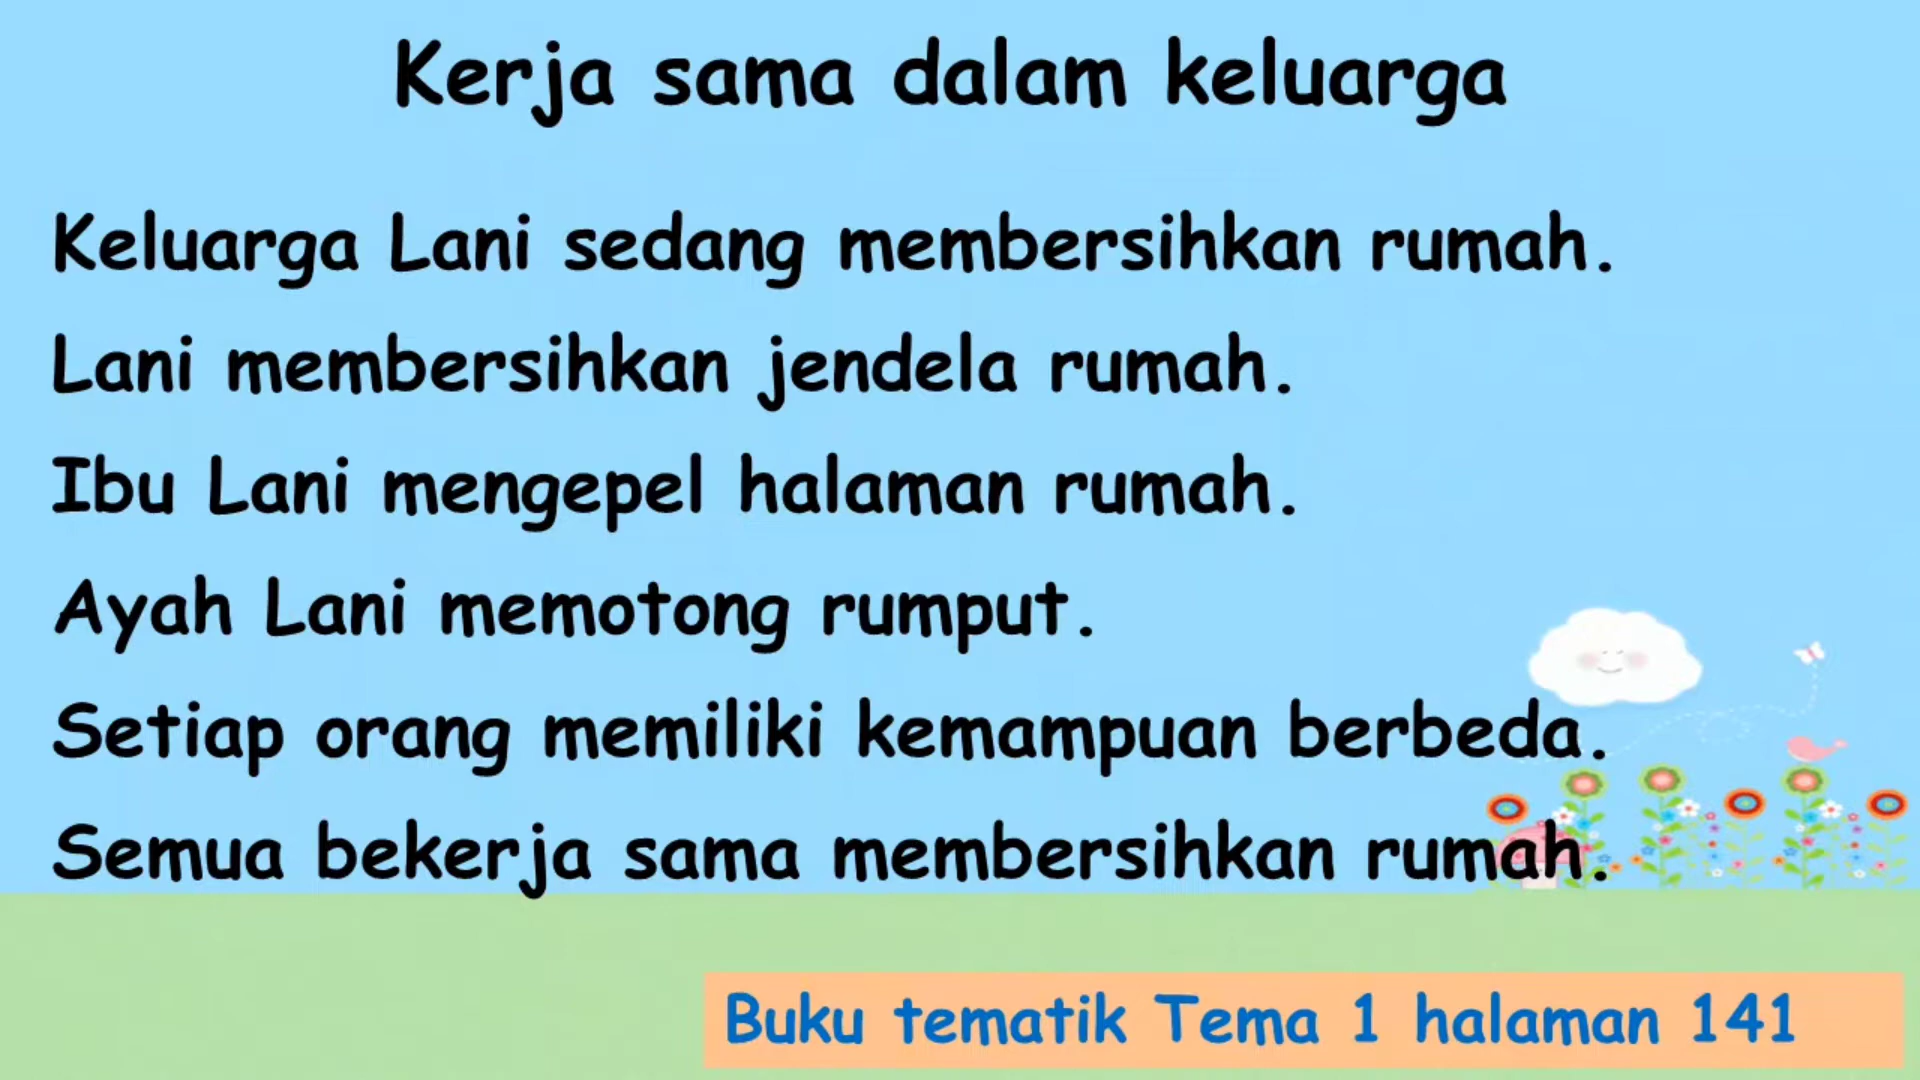 Kerja sama dalam keluarga
Keluarga Lani sedang membersihkan rumah.
Lani membersihkan jendela rumah.
Ibu Lani mengepel halaman rumah.
Ayah Lani memotong rumput.
Setiap orang memiliki kemampuan berbeda.
Semua bekerja sama membersihkan rumah.
Buku tematik Tema 1 halaman 141